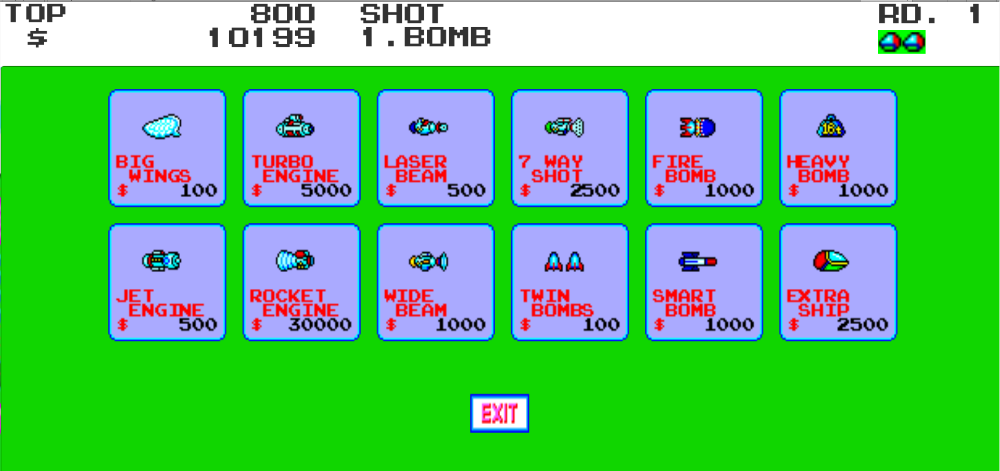 TOP 800 SHOT RD. 1
$ 10199 1.BOMB
BIG
WINGS
$ 100
TURBO
ENGINE
$ 5000
LASER
BEAM
$ 500
7 WAY
SHOT
$ 2500
FIRE
BOMB
$ 1000
16t
HEAVY
BOMB
$ 1000
JET
ENGINE
$ 500
ROCKET
ENGINE
$ 30000
WIDE
BEAM
$ 1000
TWIN
BOMBS
$ 100
SMART
BOMB
$ 1000
EXTRA
SHIP
$ 2500
EXIT